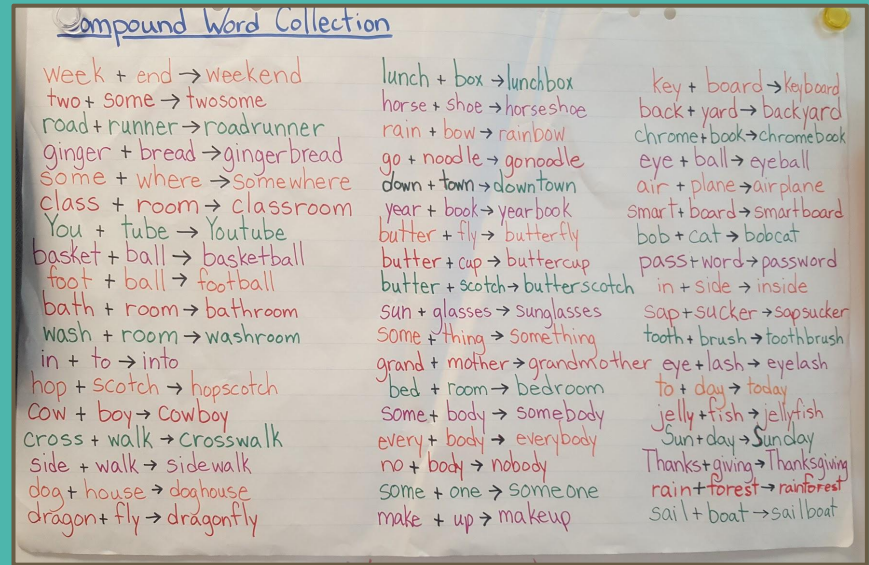 Compound Word Collection
week + end → weekend
two + some → twosome
road + runner → roadrunner
ginger + bread → gingerbread
some + where → somewhere
class + room → classroom
You + tube → Youtube
basket + ball → basketball
foot + ball → football
bath + room → bathroom
wash + room → washroom
in + to → into
hop + scotch → hopscotch
cow + boy → cowboy
cross + walk → crosswalk
side + walk → sidewalk
dog + house → doghouse
dragon + fly → dragonfly
lunch + box → lunchbox
horse + shoe → horseshoe
rain + bow → rainbow
go + noodle → gonoodle
down + town → downtown
year + book → yearbook
butter + fly → butterfly
butter + cup → buttercup
butter + scotch → butterscotch
sun + glasses → sunglasses
some + thing → something
grand + mother → grandmother
bed + room → bedroom
some + body → somebody
every + body → everybody
no + body → nobody
some + one → someone
make + up → makeup
key + board → keyboard
back + yard → backyard
chrome + book → chromebook
eye + ball → eyeball
air + plane → airplane
smart + board → smartboard
bob + cat → bobcat
pass + word → password
in + side → inside
sap + sucker → sapsucker
tooth + brush → toothbrush
eye + lash → eyelash
to + day → today
jelly + fish → jellyfish
Sun + day → Sunday
Thanks + giving → Thanksgiving
rain + forest → rainforest
sail + boat → sailboat